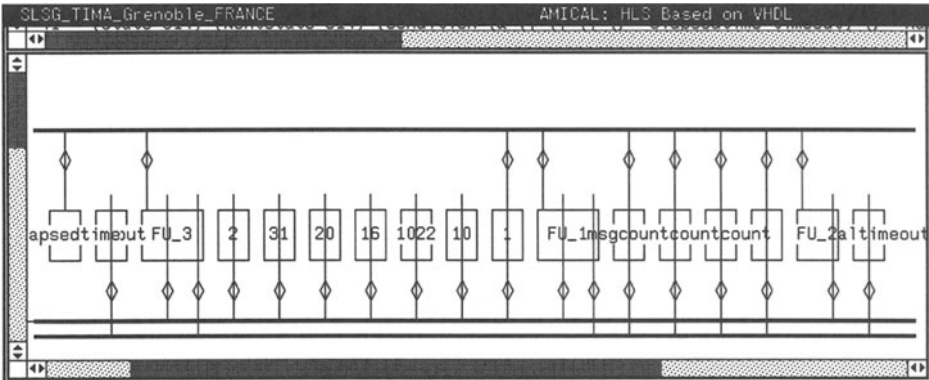 SLSG_TIMA_Grenoble_FRANCE AMICAL: HLS Based on VHDL
apsedtimeout FU_3 2 31 20 16 1022 10 1 FU_1msgcountcountcount FU_2altimeout